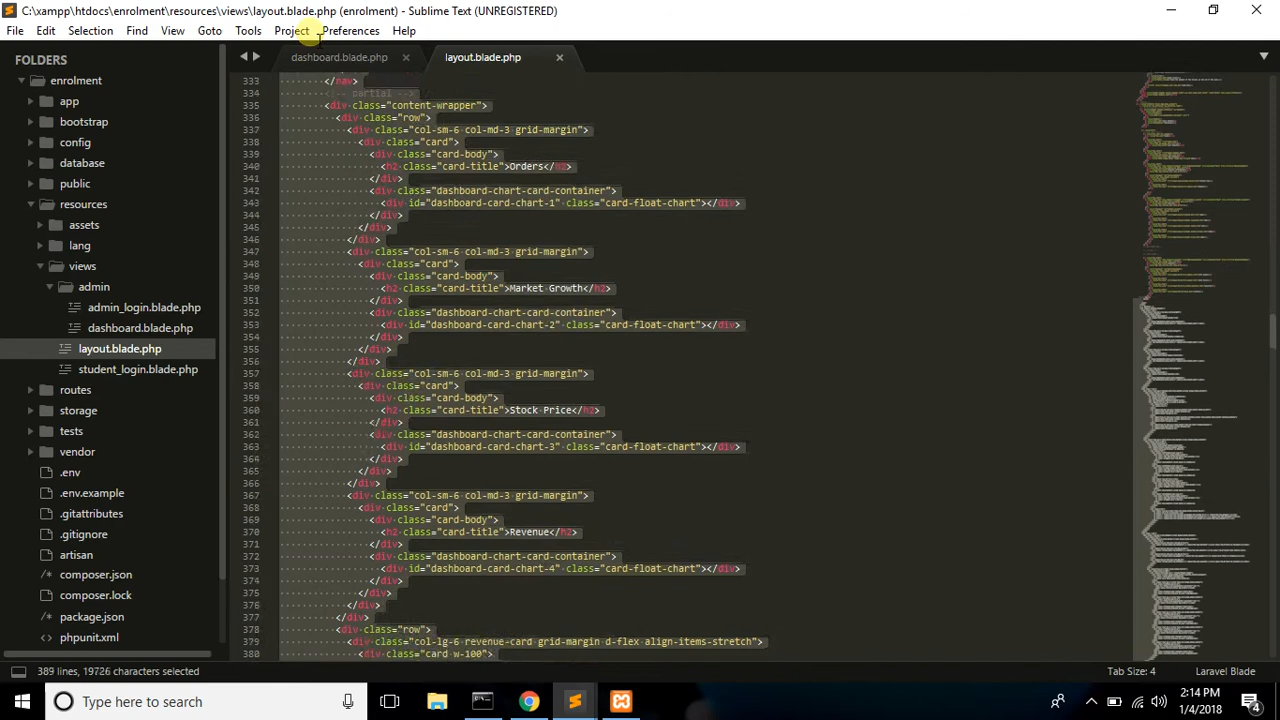 C:\xampp\htdocs\enrolment\resources\views\layout.blade.php (enrolment) - Sublime Text (UNREGISTERED)
File Edit Selection Find View Goto Tools Project Preferences Help
FOLDERS
enrolment
app
bootstrap
config
database
public
resources
assets
lang
views
admin
admin_login.blade.php
dashboard.blade.php
layout.blade.php
student_login.blade.php
routes
storage
tests
vendor
.env
.env.example
.gitattributes
.gitignore
artisan
composer.json
composer.lock
package.json
phpunit.xml
dashboard.blade.php × layout.blade.php ×
333 </nav>
334 <!-- partial -->
335 <div class="content-wrapper">
336 <div class="row">
337 <div class="col-sm-6 col-md-3 grid-margin">
338 <div class="card">
339 <div class="card-body">
340 <h2 class="card-title">Orders</h2>
341 </div>
342 <div class="dashboard-chart-card-container">
343 <div id="dashboard-card-chart-1" class="card-float-chart"></div>
344 </div>
345 </div>
346 </div>
347 <div class="col-sm-6 col-md-3 grid-margin">
348 <div class="card">
349 <div class="card-body">
350 <h2 class="card-title"></h2>
351 </div>
352 <div class="dashboard-chart-card-container">
353 <div id="dashboard-card-chart-2" class="card-float-chart"></div>
354 </div>
355 </div>
356 </div>
357 <div class="col-sm-6 col-md-3 grid-margin">
358 <div class="card">
359 <div class="card-body">
360 <h2 class="card-title">Stock Price</h2>
361 </div>
362 <div class="dashboard-chart-card-container">
363 <div id="dashboard-card-chart-3" class="card-float-chart"></div>
364 </div>
365 </div>
366 </div>
367 <div class="col-sm-6 col-md-3 grid-margin">
368 <div class="card">
369 <div class="card-body">
370 <h2 class="card-title">Revenue</h2>
371 </div>
372 <div class="dashboard-chart-card-container">
373 <div id="dashboard-card-chart-4" class="card-float-chart"></div>
374 </div>
375 </div>
376 </div>
377 </div>
378 <div class="row">
379 <div class="col-lg- -card grid-margin d-flex align-items-stretch">
380 <div class="card
389 lines, 19726 characters selected
Tab Size: 4 Laravel Blade
Type here to search
2:14 PM
1/4/2018
4